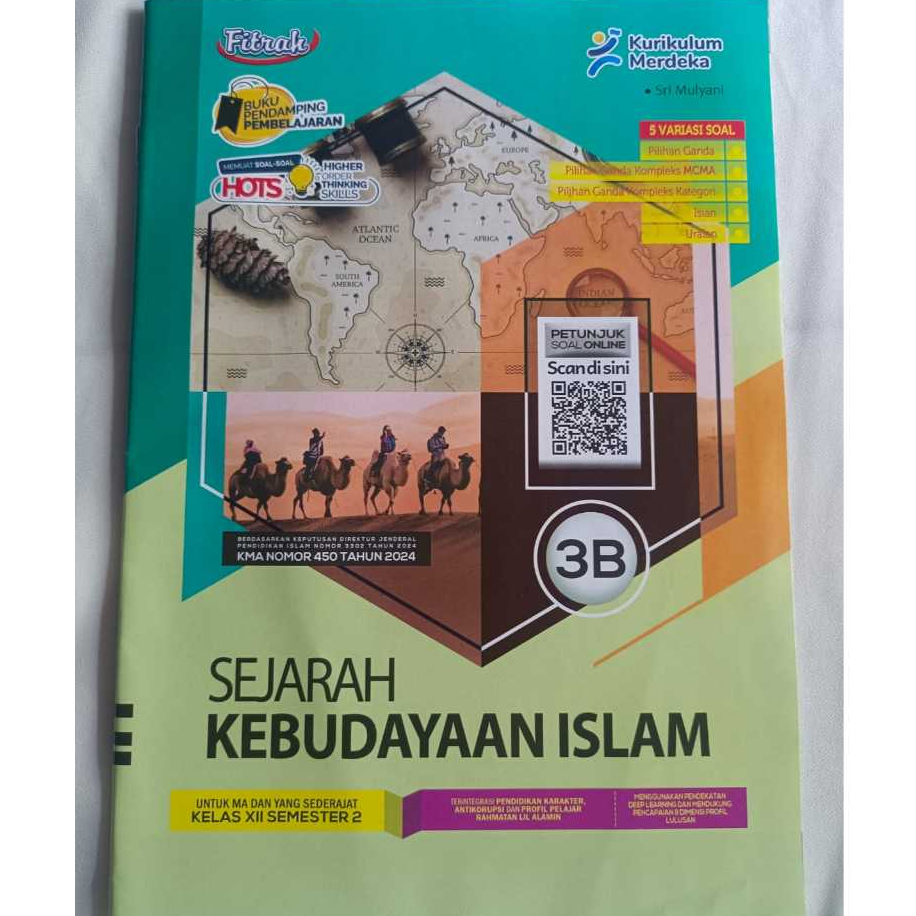 Fitrah
Kurikulum
Merdeka
• Sri Mulyani
BUKU
PENDAMPING
PEMBELAJARAN
MEMUAT SOAL-SOAL
HOTS
HIGHER
ORDER
THINKING
SKILLS
5 VARIASI SOAL
Pilihan Ganda
Pilihan Ganda Kompleks MCMA
Pilihan Ganda Kompleks Kategori
Isian
Uraian
EUROPE
ATLANTIC
OCEAN
AFRICA
SOUTH
AMERICA
INDIAN
OCEAN
PETUNJUK
SOAL ONLINE
Scan di sini
BERDASARKAN KEPUTUSAN DIREKTUR JENDERAL
PENDIDIKAN ISLAM NOMOR 3302 TAHUN 2024
KMA NOMOR 450 TAHUN 2024
3B
SEJARAH
KEBUDAYAAN ISLAM
UNTUK MA DAN YANG SEDERAJAT
KELAS XII SEMESTER 2
TERINTEGRASI PENDIDIKAN KARAKTER,
ANTIKORUPSI DAN PROFIL PELAJAR
RAHMATAN LIL ALAMIN
MENGGUNAKAN PENDEKATAN
DEEP LEARNING DAN MENDUKUNG
PENCAPAIAN 8 DIMENSI PROFIL
LULUSAN